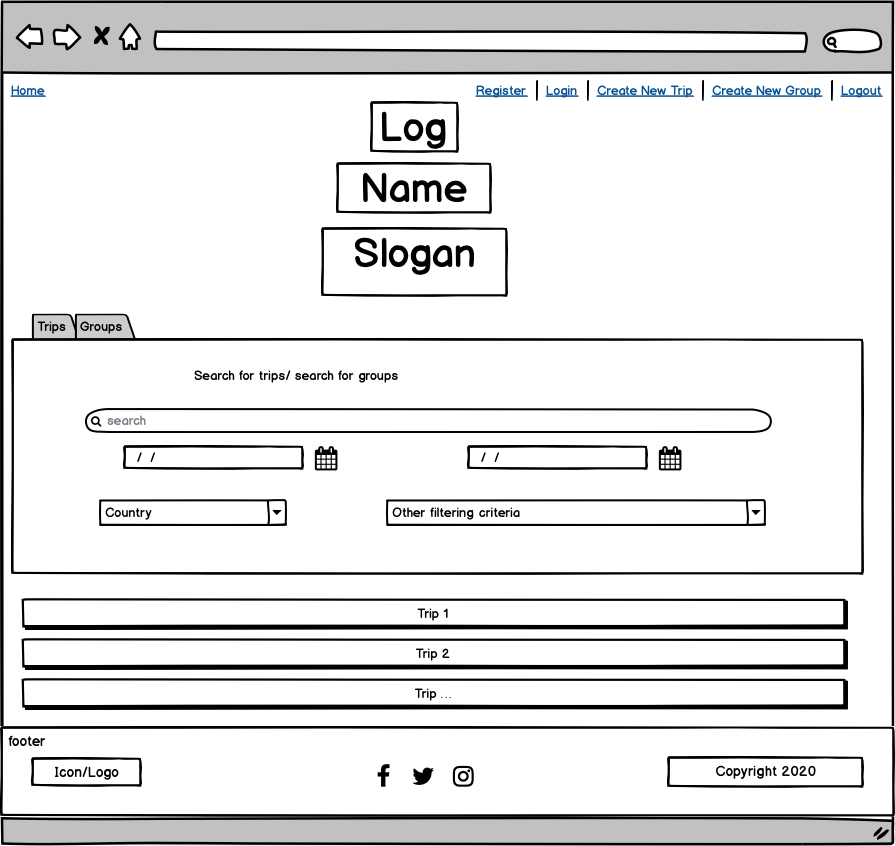 Home Register Login Create New Trip Create New Group Logout
Log
Name
Slogan
Trips Groups
Search for trips/ search for groups
search
/ / / /
Country Other filtering criteria
Trip 1
Trip 2
Trip ...
footer
Icon/Logo Copyright 2020